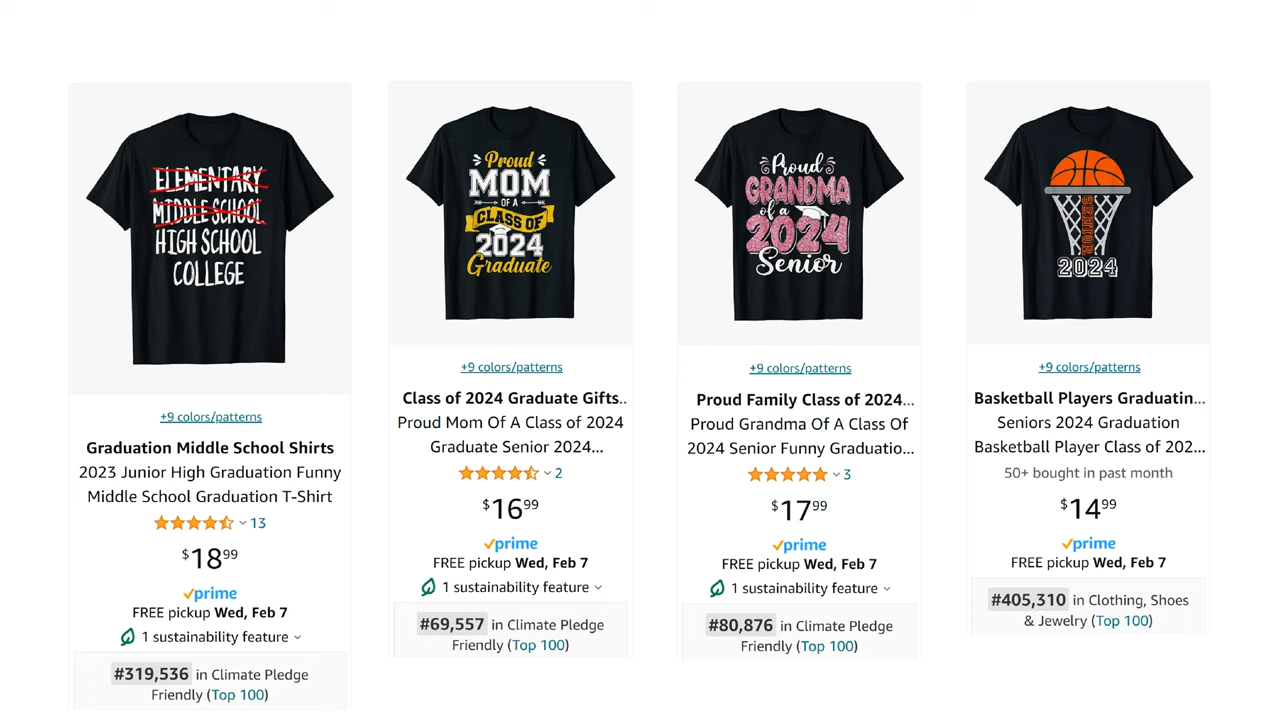 ELEMENTARY
MIDDLE SCHOOL
HIGH SCHOOL
COLLEGE
+9 colors/patterns
Graduation Middle School Shirts
2023 Junior High Graduation Funny
Middle School Graduation T-Shirt
13
$18⁹⁹
prime
FREE pickup Wed, Feb 7
1 sustainability feature
#319,536 in Climate Pledge
Friendly (Top 100)
Proud
MOM
OF A
CLASS OF
2024
Graduate
+9 colors/patterns
Class of 2024 Graduate Gifts..
Proud Mom Of A Class of 2024
Graduate Senior 2024...
2
$16⁹⁹
prime
FREE pickup Wed, Feb 7
1 sustainability feature
#69,557 in Climate Pledge
Friendly (Top 100)
Proud
GRANDMA
of a
2024
Senior
+9 colors/patterns
Proud Family Class of 2024...
Proud Grandma Of A Class Of
2024 Senior Funny Graduatio...
3
$17⁹⁹
prime
FREE pickup Wed, Feb 7
1 sustainability feature
#80,876 in Climate Pledge
Friendly (Top 100)
SENIOR
2024
+9 colors/patterns
Basketball Players Graduatin...
Seniors 2024 Graduation
Basketball Player Class of 202...
50+ bought in past month
$14⁹⁹
prime
FREE pickup Wed, Feb 7
#405,310 in Clothing, Shoes
& Jewelry (Top 100)